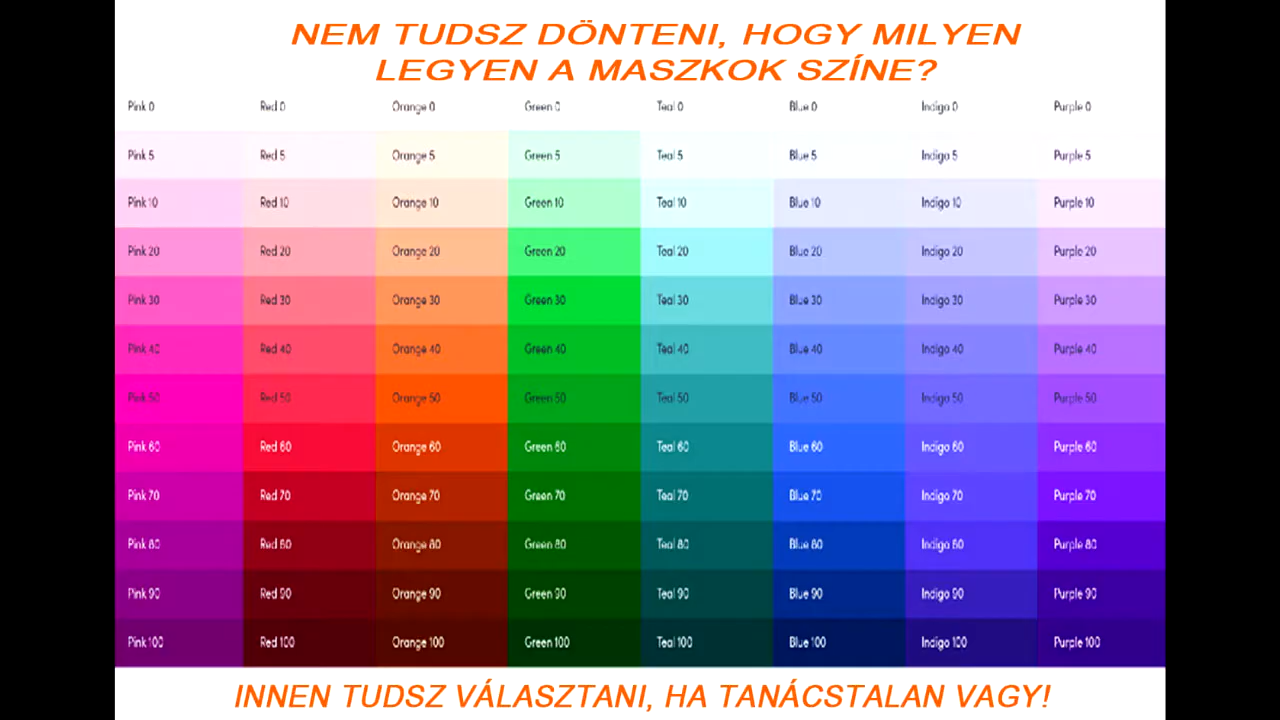 NEM TUDSZ DÖNTENI, HOGY MILYEN
LEGYEN A MASZKOK SZÍNE?
Pink 0 Red 0 Orange 0 Green 0 Teal 0 Blue 0 Indigo 0 Purple 0
Pink 5 Red 5 Orange 5 Green 5 Teal 5 Blue 5 Indigo 5 Purple 5
Pink 10 Red 10 Orange 10 Green 10 Teal 10 Blue 10 Indigo 10 Purple 10
Pink 20 Red 20 Orange 20 Green 20 Teal 20 Blue 20 Indigo 20 Purple 20
Pink 30 Red 30 Orange 30 Green 30 Teal 30 Blue 30 Indigo 30 Purple 30
Pink 40 Red 40 Orange 40 Green 40 Teal 40 Blue 40 Indigo 40 Purple 40
Pink 50 Red 50 Orange 50 Green 50 Teal 50 Blue 50 Indigo 50 Purple 50
Pink 60 Red 60 Orange 60 Green 60 Teal 60 Blue 60 Indigo 60 Purple 60
Pink 70 Red 70 Orange 70 Green 70 Teal 70 Blue 70 Indigo 70 Purple 70
Pink 80 Red 80 Orange 80 Green 80 Teal 80 Blue 80 Indigo 80 Purple 80
Pink 90 Red 90 Orange 90 Green 90 Teal 90 Blue 90 Indigo 90 Purple 90
Pink 100 Red 100 Orange 100 Green 100 Teal 100 Blue 100 Indigo 100 Purple 100
INNEN TUDSZ VÁLASZTANI, HA TANÁCSTALAN VAGY!